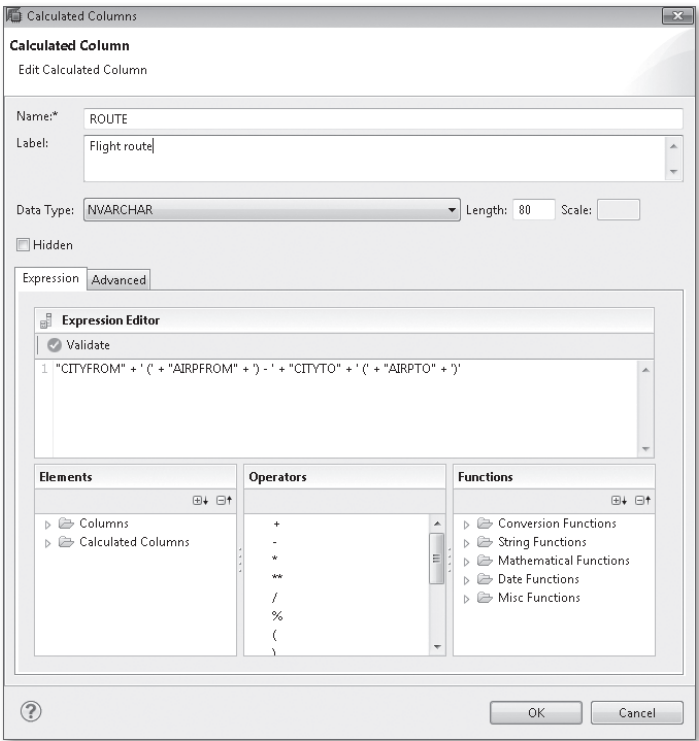 Calculated Columns
Calculated Column
Edit Calculated Column
Name:* ROUTE
Label: Flight route
Data Type: NVARCHAR Length: 80 Scale:
Hidden
Expression Advanced
Expression Editor
Validate
1 "CITYFROM" + ' (' + "AIRPFROM" + ') - ' + "CITYTO" + ' (' + "AIRPTO" + ')'
Elements Operators Functions
Columns
Calculated Columns
+
-
*
**
/
%
(
)
Conversion Functions
String Functions
Mathematical Functions
Date Functions
Misc Functions
? OK Cancel